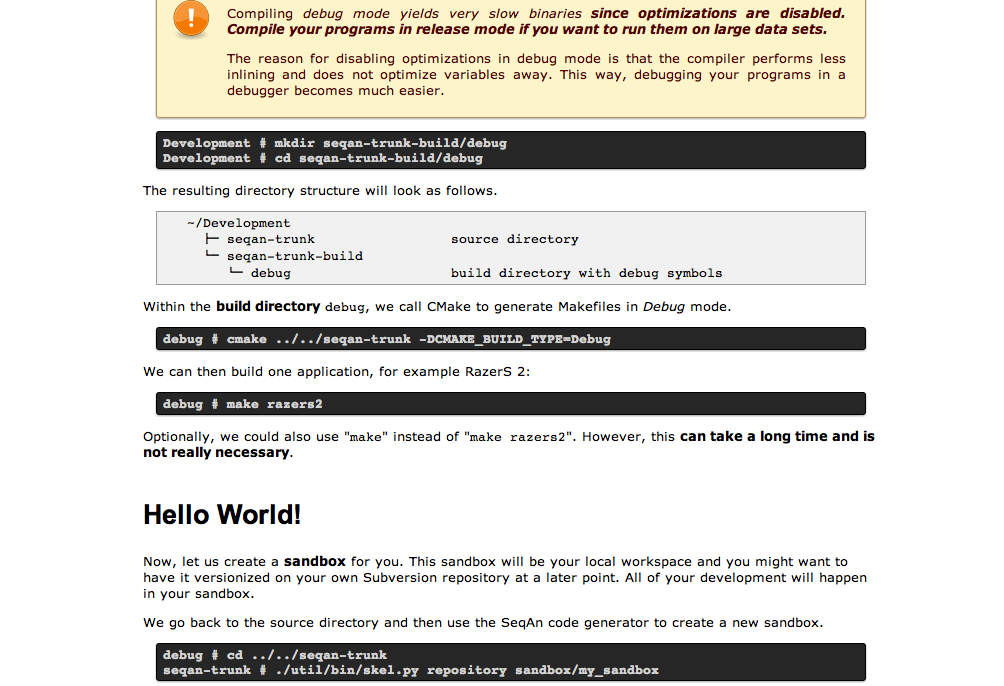 Compiling debug mode yields very slow binaries since optimizations are disabled.
Compile your programs in release mode if you want to run them on large data sets.
The reason for disabling optimizations in debug mode is that the compiler performs less
inlining and does not optimize variables away. This way, debugging your programs in a
debugger becomes much easier.
Development # mkdir seqan-trunk-build/debug
Development # cd seqan-trunk-build/debug
The resulting directory structure will look as follows.
~/Development
├─ seqan-trunk source directory
└─ seqan-trunk-build
└─ debug build directory with debug symbols
Within the build directory debug, we call CMake to generate Makefiles in Debug mode.
debug # cmake ../../seqan-trunk -DCMAKE_BUILD_TYPE=Debug
We can then build one application, for example RazerS 2:
debug # make razers2
Optionally, we could also use "make" instead of "make razers2". However, this can take a long time and is
not really necessary.
Hello World!
Now, let us create a sandbox for you. This sandbox will be your local workspace and you might want to
have it versionized on your own Subversion repository at a later point. All of your development will happen
in your sandbox.
We go back to the source directory and then use the SeqAn code generator to create a new sandbox.
debug # cd ../../seqan-trunk
seqan-trunk # ./util/bin/skel.py repository sandbox/my_sandbox